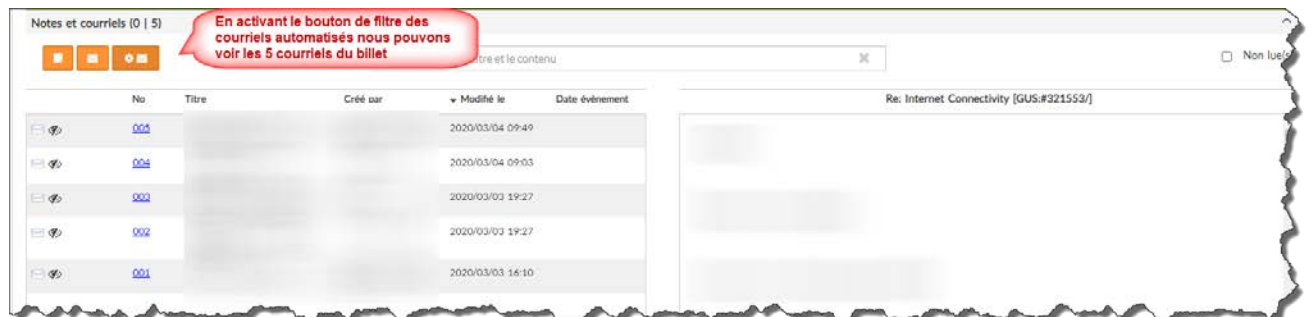 Notes et courriels (0 | 5)
En activant le bouton de filtre des
courriels automatisés nous pouvons
voir les 5 courriels du billet
titre et le contenu
Non lue(s
No Titre Créé par Modifié le Date évènement
Re: Internet Connectivity [GUS:#321553/]
005 2020/03/04 09:49
004 2020/03/04 09:03
003 2020/03/03 19:27
002 2020/03/03 19:27
001 2020/03/03 16:10